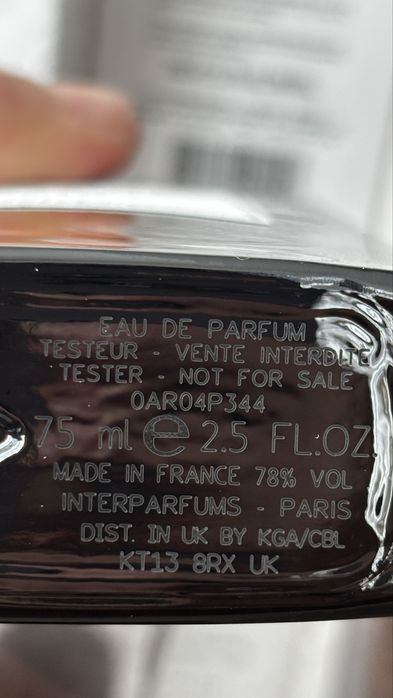 EAU DE PARFUM
TESTEUR - VENTE INTERDITE
TESTER - NOT FOR SALE
0AR04P344
75 ml e 2.5 FL.OZ.
MADE IN FRANCE 78% VOL
INTERPARFUMS - PARIS
DIST. IN UK BY KGA/CBL
KT13 8RX UK